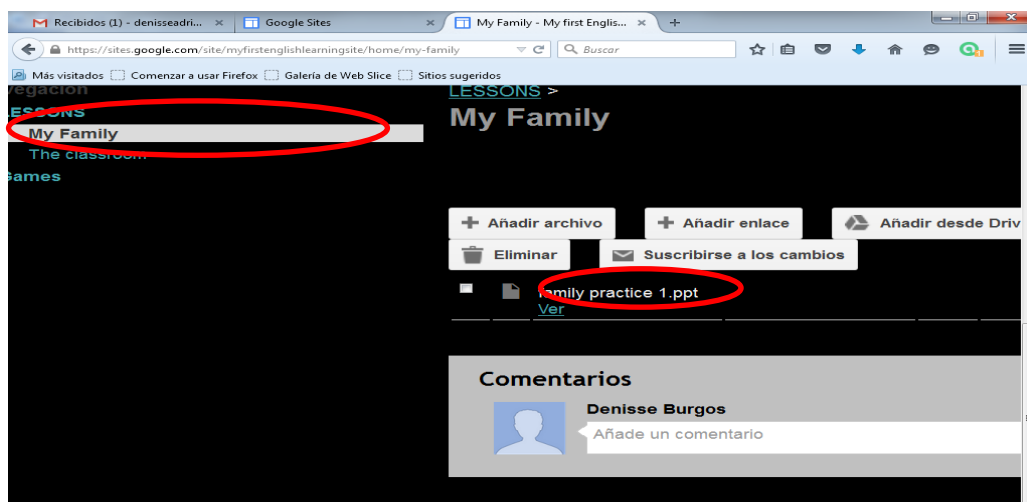 Recibidos (1) - denisseadri...
Google Sites
My Family - My first Englis...
https://sites.google.com/site/myfirstenglishlearningsite/home/my-family
Buscar
Más visitados Comenzar a usar Firefox Galería de Web Slice Sitios sugeridos
vegación
LESSONS
My Family
The classroom
Games
LESSONS >
My Family
Añadir archivo Añadir enlace Añadir desde Driv
Eliminar Suscribirse a los cambios
family practice 1.ppt
Ver
Comentarios
Denisse Burgos
Añade un comentario